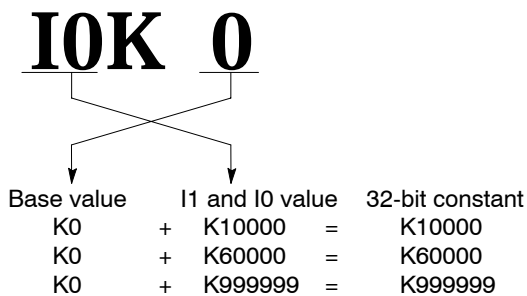 I0K 0
Base value I1 and I0 value 32-bit constant
K0 + K10000 = K10000
K0 + K60000 = K60000
K0 + K999999 = K999999